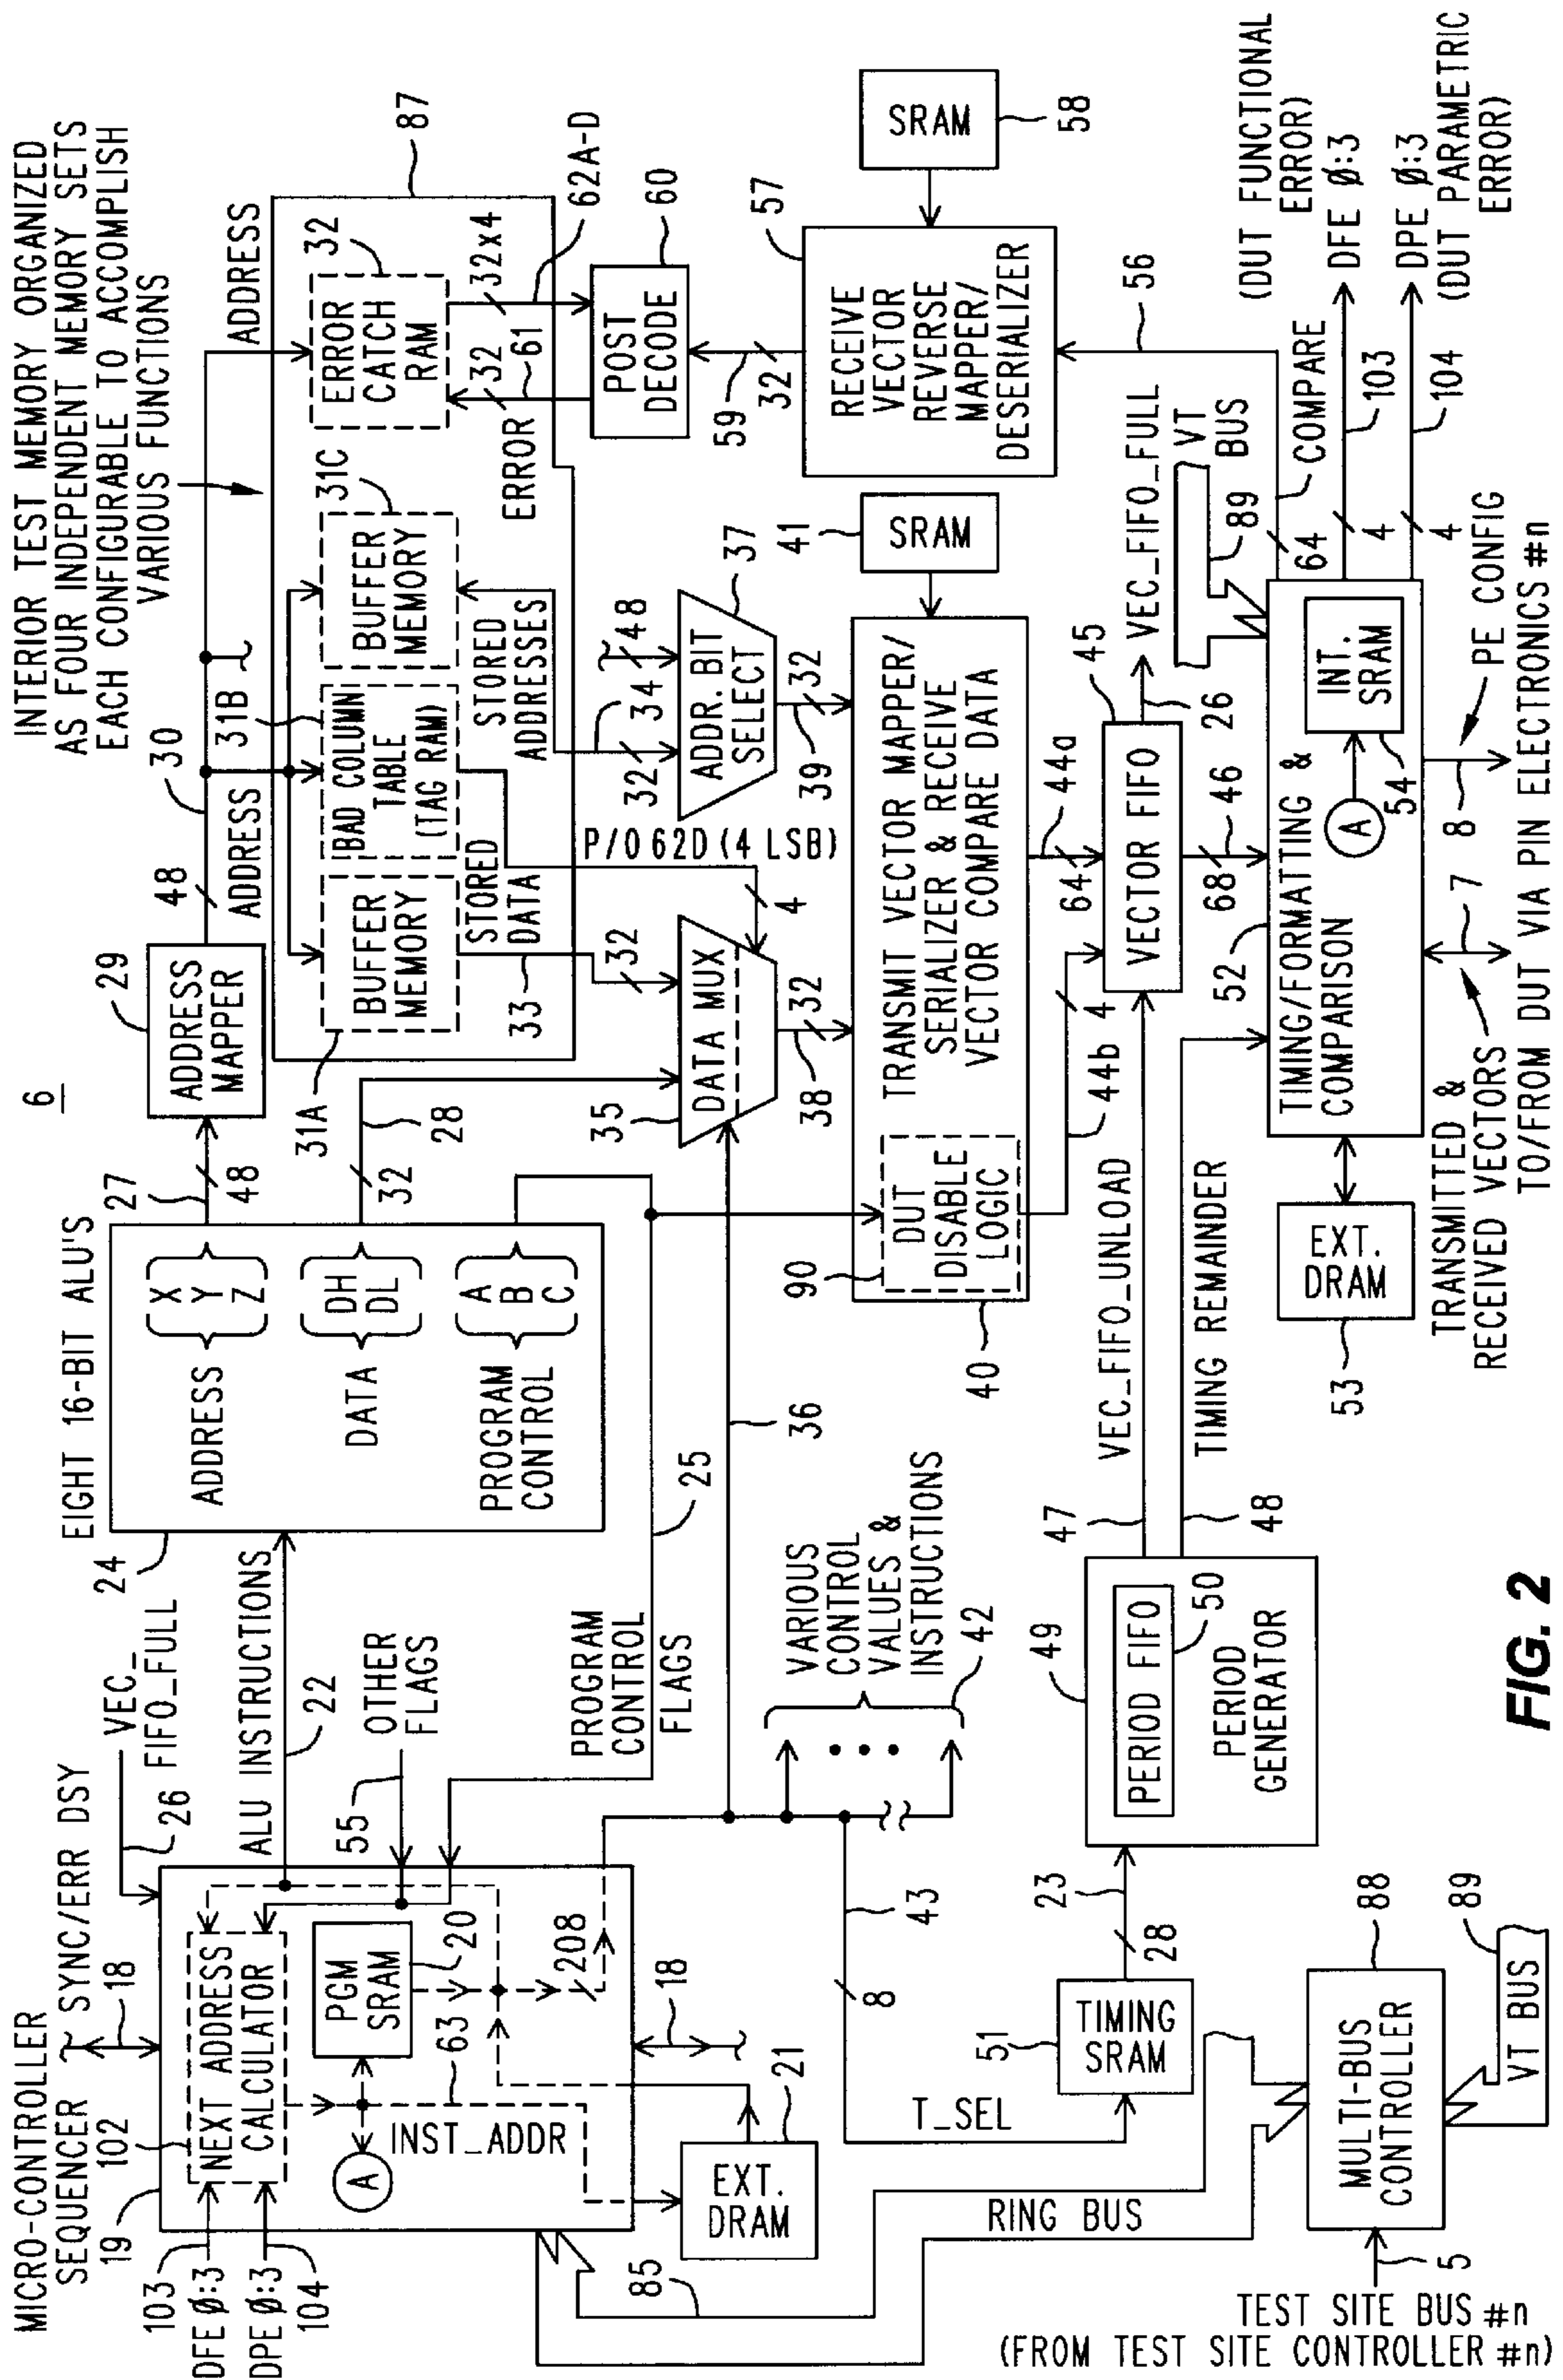 6
MICRO-CONTROLLER
SEQUENCER
SYNC/ERR DSY
18
19
102
103
DFE Ø:3
DPE Ø:3
104
NEXT ADDRESS
CALCULATOR
PGM
SRAM
20
63
A
INST_ADDR
208
18
26
VEC_
FIFO_FULL
ALU INSTRUCTIONS
22
55
OTHER
FLAGS
PROGRAM
CONTROL
FLAGS
25
EXT.
DRAM
21
24
EIGHT 16-BIT ALU'S
ADDRESS
X
Y
Z
DATA
DH
DL
PROGRAM
CONTROL
A
B
C
27
48
32
28
ADDRESS
MAPPER
29
48
30
ADDRESS
INTERIOR TEST MEMORY ORGANIZED
AS FOUR INDEPENDENT MEMORY SETS
EACH CONFIGURABLE TO ACCOMPLISH
VARIOUS FUNCTIONS
87
ADDRESS
31A
BUFFER
MEMORY
31B
BAD COLUMN
TABLE
(TAG RAM)
BUFFER
MEMORY
31C
ERROR
CATCH
RAM
32
STORED
DATA
33
32
STORED
ADDRESSES
34
32
48
ERROR
32
61
32x4
62A-D
POST
DECODE
60
59
32
P/O 62D (4 LSB)
4
35
DATA MUX
38
32
36
ADDR. BIT
SELECT
37
39
32
SRAM
41
RECEIVE
VECTOR
REVERSE
MAPPER/
DESERIALIZER
57
SRAM
58
56
TRANSMIT VECTOR MAPPER/
SERIALIZER & RECEIVE
VECTOR COMPARE DATA
90
DUT
DISABLE
LOGIC
40
44b
4
64
44a
VECTOR FIFO
45
26
VEC_FIFO_FULL
68
46
VT
BUS
89
VARIOUS
CONTROL
VALUES &
INSTRUCTIONS
42
43
8
T_SEL
51
TIMING
SRAM
28
23
49
PERIOD FIFO
50
PERIOD
GENERATOR
47
VEC_FIFO_UNLOAD
48
TIMING REMAINDER
52
TIMING/FORMATTING &
COMPARISON
A
INT.
SRAM
54
64
COMPARE
4
103
DFE Ø:3
(DUT FUNCTIONAL
ERROR)
4
104
DPE Ø:3
(DUT PARAMETRIC
ERROR)
EXT.
DRAM
53
7
8
PE CONFIG
TRANSMITTED &
RECEIVED VECTORS
TO/FROM DUT VIA PIN ELECTRONICS #n
85
RING BUS
MULTI-BUS
CONTROLLER
88
VT BUS
89
5
TEST SITE BUS #n
(FROM TEST SITE CONTROLLER #n)
FIG. 2